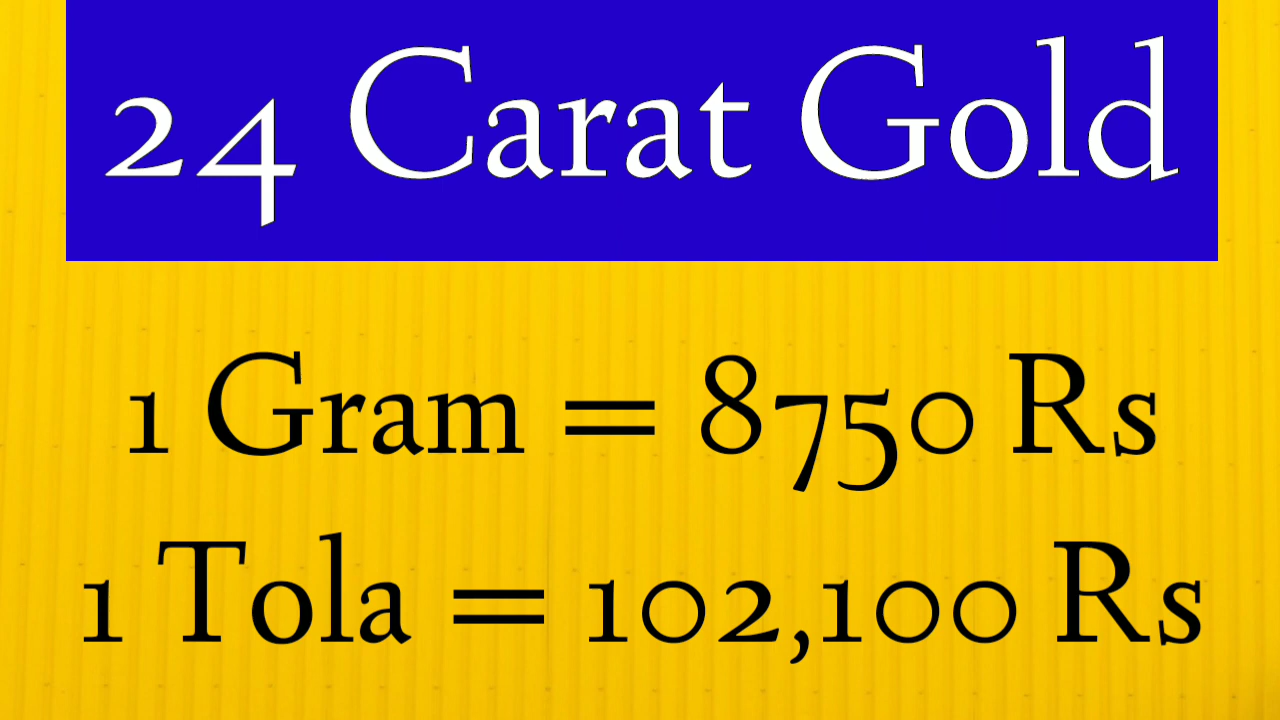 24 Carat Gold
1 Gram = 8750 Rs
1 Tola = 102,100 Rs